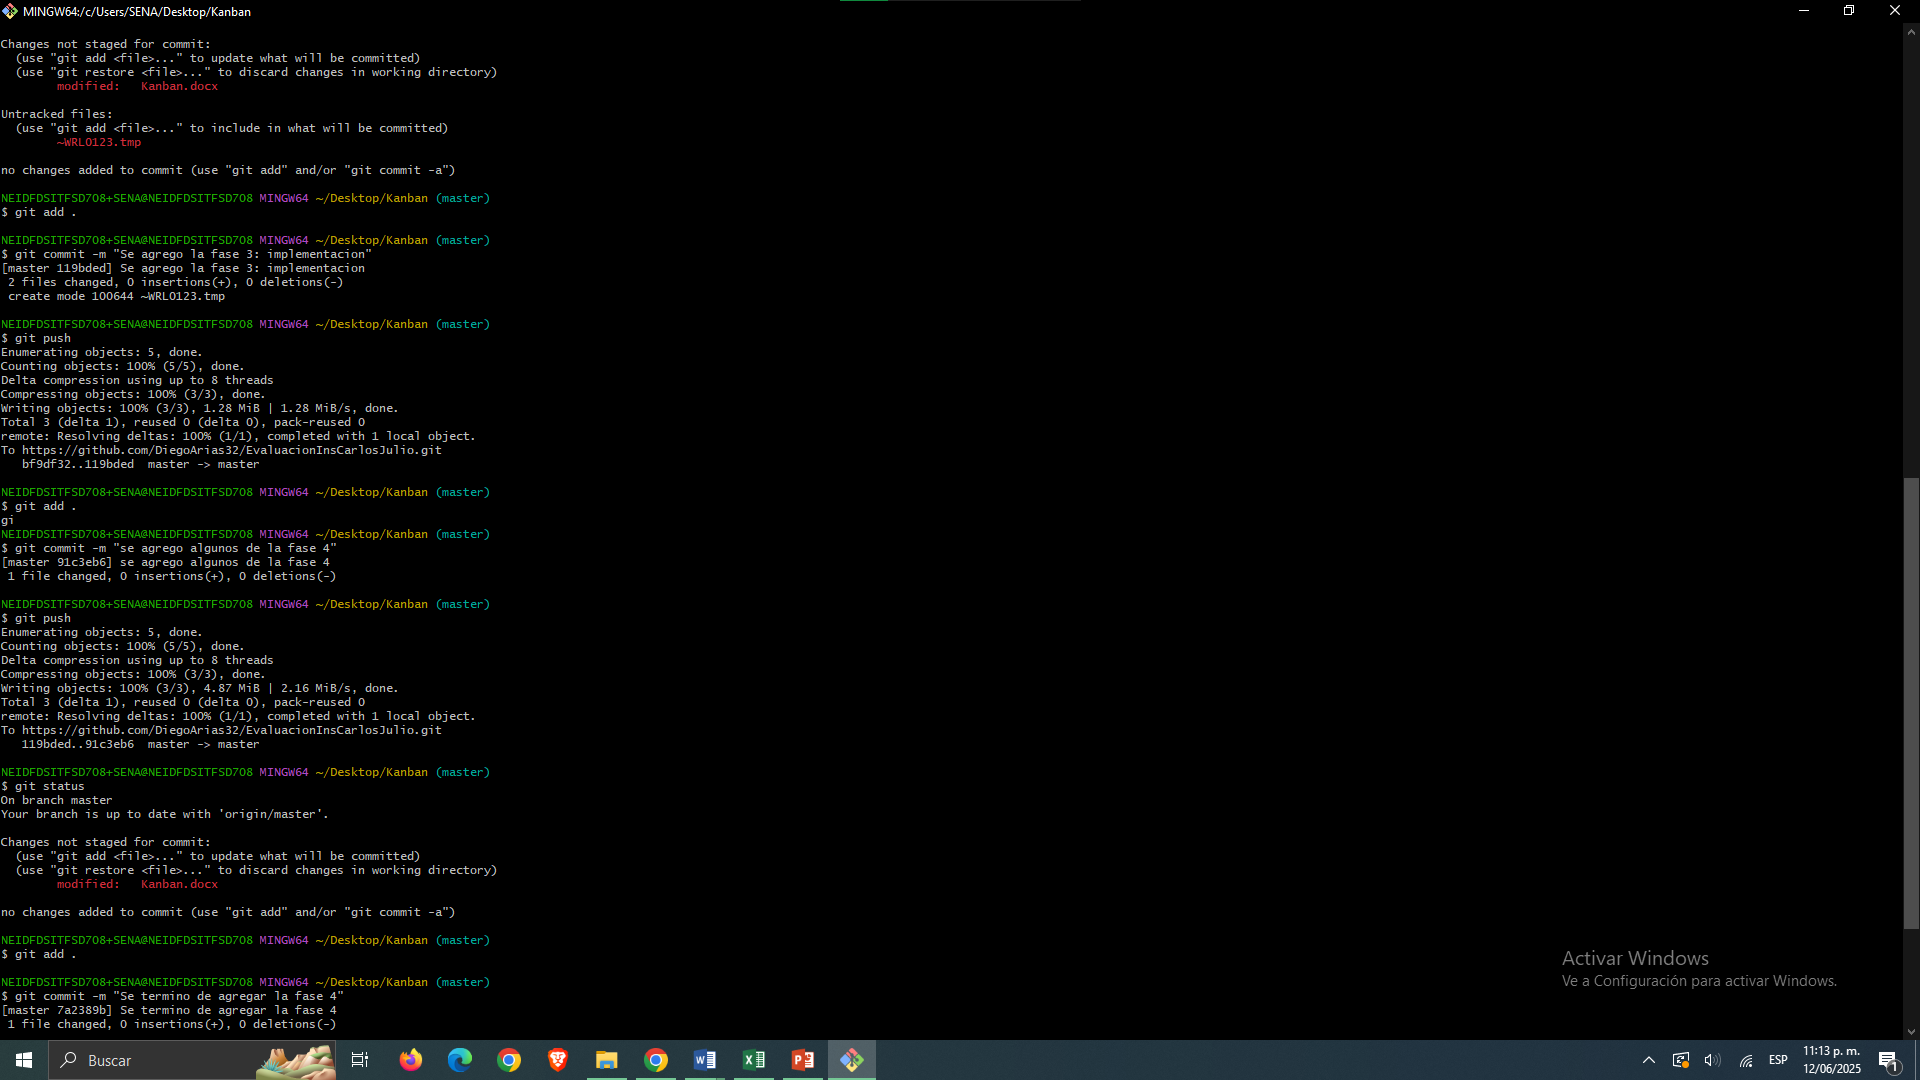 MINGW64:/c/Users/SENA/Desktop/Kanban
Changes not staged for commit:
  (use "git add <file>..." to update what will be committed)
  (use "git restore <file>..." to discard changes in working directory)
        modified:   Kanban.docx

Untracked files:
  (use "git add <file>..." to include in what will be committed)
        ~WRL0123.tmp

no changes added to commit (use "git add" and/or "git commit -a")

NEIDFDSITFSD708+SENA@NEIDFDSITFSD708 MINGW64 ~/Desktop/Kanban (master)
$ git add .

NEIDFDSITFSD708+SENA@NEIDFDSITFSD708 MINGW64 ~/Desktop/Kanban (master)
$ git commit -m "Se agrego la fase 3: implementacion"
[master 119bded] Se agrego la fase 3: implementacion
 2 files changed, 0 insertions(+), 0 deletions(-)
 create mode 100644 ~WRL0123.tmp

NEIDFDSITFSD708+SENA@NEIDFDSITFSD708 MINGW64 ~/Desktop/Kanban (master)
$ git push
Enumerating objects: 5, done.
Counting objects: 100% (5/5), done.
Delta compression using up to 8 threads
Compressing objects: 100% (3/3), done.
Writing objects: 100% (3/3), 1.28 MiB | 1.28 MiB/s, done.
Total 3 (delta 1), reused 0 (delta 0), pack-reused 0
remote: Resolving deltas: 100% (1/1), completed with 1 local object.
To https://github.com/DiegoArias32/EvaluacionInsCarlosJulio.git
   bf9df32..119bded  master -> master

NEIDFDSITFSD708+SENA@NEIDFDSITFSD708 MINGW64 ~/Desktop/Kanban (master)
$ git add .
gi
NEIDFDSITFSD708+SENA@NEIDFDSITFSD708 MINGW64 ~/Desktop/Kanban (master)
$ git commit -m "se agrego algunos de la fase 4"
[master 91c3eb6] se agrego algunos de la fase 4
 1 file changed, 0 insertions(+), 0 deletions(-)

NEIDFDSITFSD708+SENA@NEIDFDSITFSD708 MINGW64 ~/Desktop/Kanban (master)
$ git push
Enumerating objects: 5, done.
Counting objects: 100% (5/5), done.
Delta compression using up to 8 threads
Compressing objects: 100% (3/3), done.
Writing objects: 100% (3/3), 4.87 MiB | 2.16 MiB/s, done.
Total 3 (delta 1), reused 0 (delta 0), pack-reused 0
remote: Resolving deltas: 100% (1/1), completed with 1 local object.
To https://github.com/DiegoArias32/EvaluacionInsCarlosJulio.git
   119bded..91c3eb6  master -> master

NEIDFDSITFSD708+SENA@NEIDFDSITFSD708 MINGW64 ~/Desktop/Kanban (master)
$ git status
On branch master
Your branch is up to date with 'origin/master'.

Changes not staged for commit:
  (use "git add <file>..." to update what will be committed)
  (use "git restore <file>..." to discard changes in working directory)
        modified:   Kanban.docx

no changes added to commit (use "git add" and/or "git commit -a")

NEIDFDSITFSD708+SENA@NEIDFDSITFSD708 MINGW64 ~/Desktop/Kanban (master)
$ git add .

NEIDFDSITFSD708+SENA@NEIDFDSITFSD708 MINGW64 ~/Desktop/Kanban (master)
$ git commit -m "Se termino de agregar la fase 4"
[master 7a2389b] Se termino de agregar la fase 4
 1 file changed, 0 insertions(+), 0 deletions(-)
Activar Windows
Ve a Configuración para activar Windows.
Buscar
ESP
11:13 p. m.
12/06/2025
1